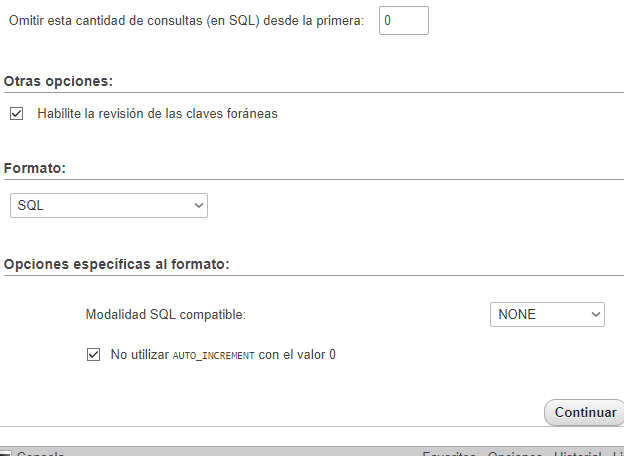 Omitir esta cantidad de consultas (en SQL) desde la primera: 0
Otras opciones:
Habilite la revisión de las claves foráneas
Formato:
SQL
Opciones específicas al formato:
Modalidad SQL compatible: NONE
No utilizar AUTO_INCREMENT con el valor 0
Continuar
Consola Favoritos Opciones Historial